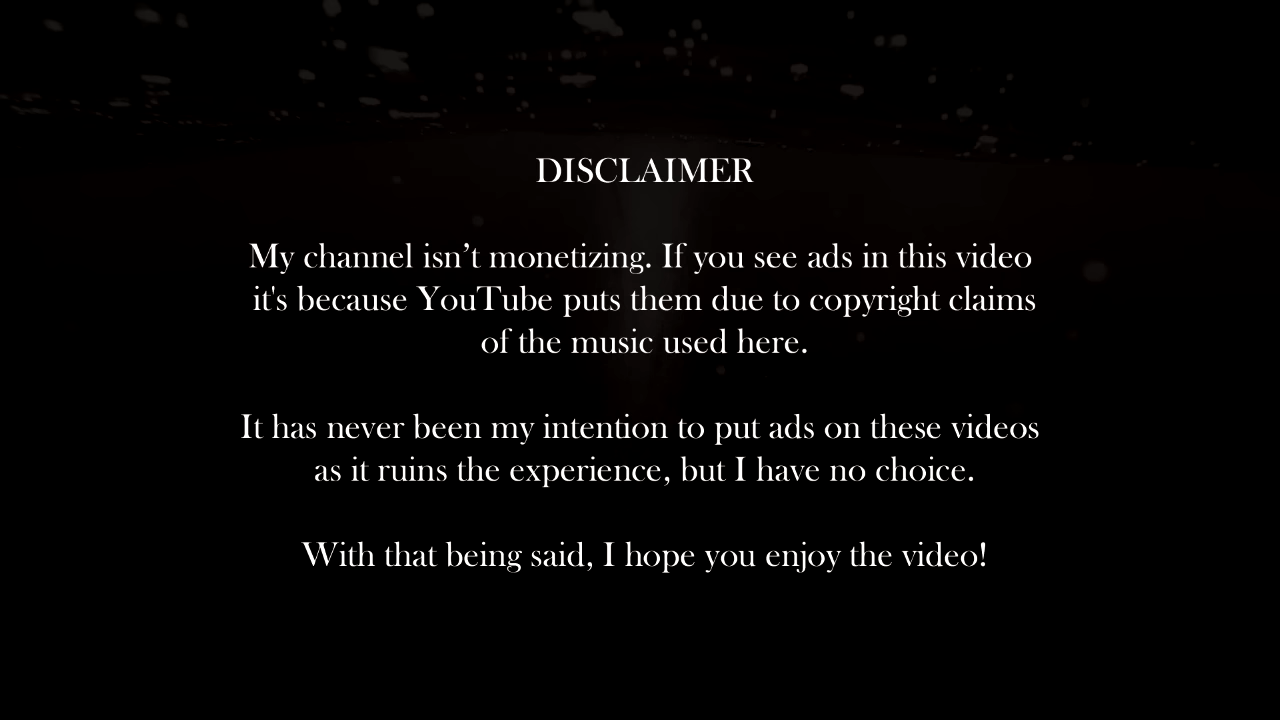 DISCLAIMER
My channel isn’t monetizing. If you see ads in this video
it's because YouTube puts them due to copyright claims
of the music used here.
It has never been my intention to put ads on these videos
as it ruins the experience, but I have no choice.
With that being said, I hope you enjoy the video!